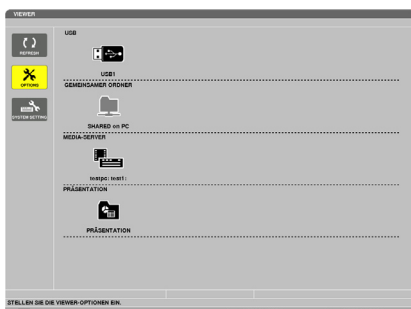 VIEWER
USB
REFRESH
USB1
OPTIONS
GEMEINSAMER ORDNER
SYSTEM SETTING
SHARED on PC
MEDIA-SERVER
testpc: test1:
PRÄSENTATION
PRÄSENTATION
STELLEN SIE DIE VIEWER-OPTIONEN EIN.